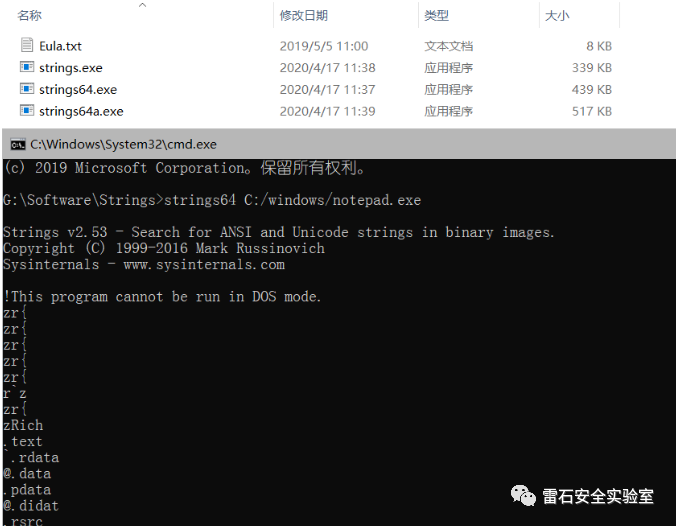 名称 修改日期 类型 大小
Eula.txt 2019/5/5 11:00 文本文档 8 KB
strings.exe 2020/4/17 11:38 应用程序 339 KB
strings64.exe 2020/4/17 11:37 应用程序 439 KB
strings64a.exe 2020/4/17 11:39 应用程序 517 KB
C:\Windows\System32\cmd.exe
(c) 2019 Microsoft Corporation。保留所有权利。
G:\Software\Strings>strings64 C:/windows/notepad.exe
Strings v2.53 - Search for ANSI and Unicode strings in binary images.
Copyright (C) 1999-2016 Mark Russinovich
Sysinternals - www.sysinternals.com
!This program cannot be run in DOS mode.
zr{
zr{
zr{
zr{
zr{
r`z
zr{
zRich
.text
`.rdata
@.data
.pdata
@.didat
.rsrc
雷石安全实验室